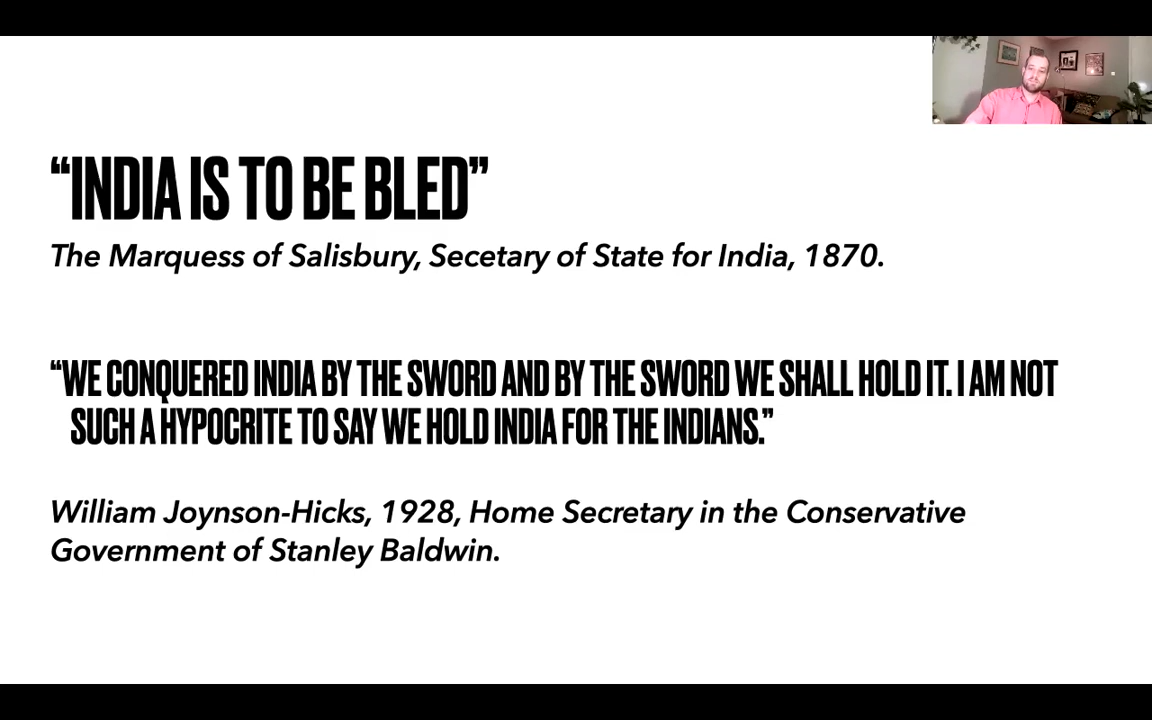 “INDIA IS TO BE BLED”
The Marquess of Salisbury, Secetary of State for India, 1870.
“WE CONQUERED INDIA BY THE SWORD AND BY THE SWORD WE SHALL HOLD IT. I AM NOT
SUCH A HYPOCRITE TO SAY WE HOLD INDIA FOR THE INDIANS.”
William Joynson-Hicks, 1928, Home Secretary in the Conservative
Government of Stanley Baldwin.